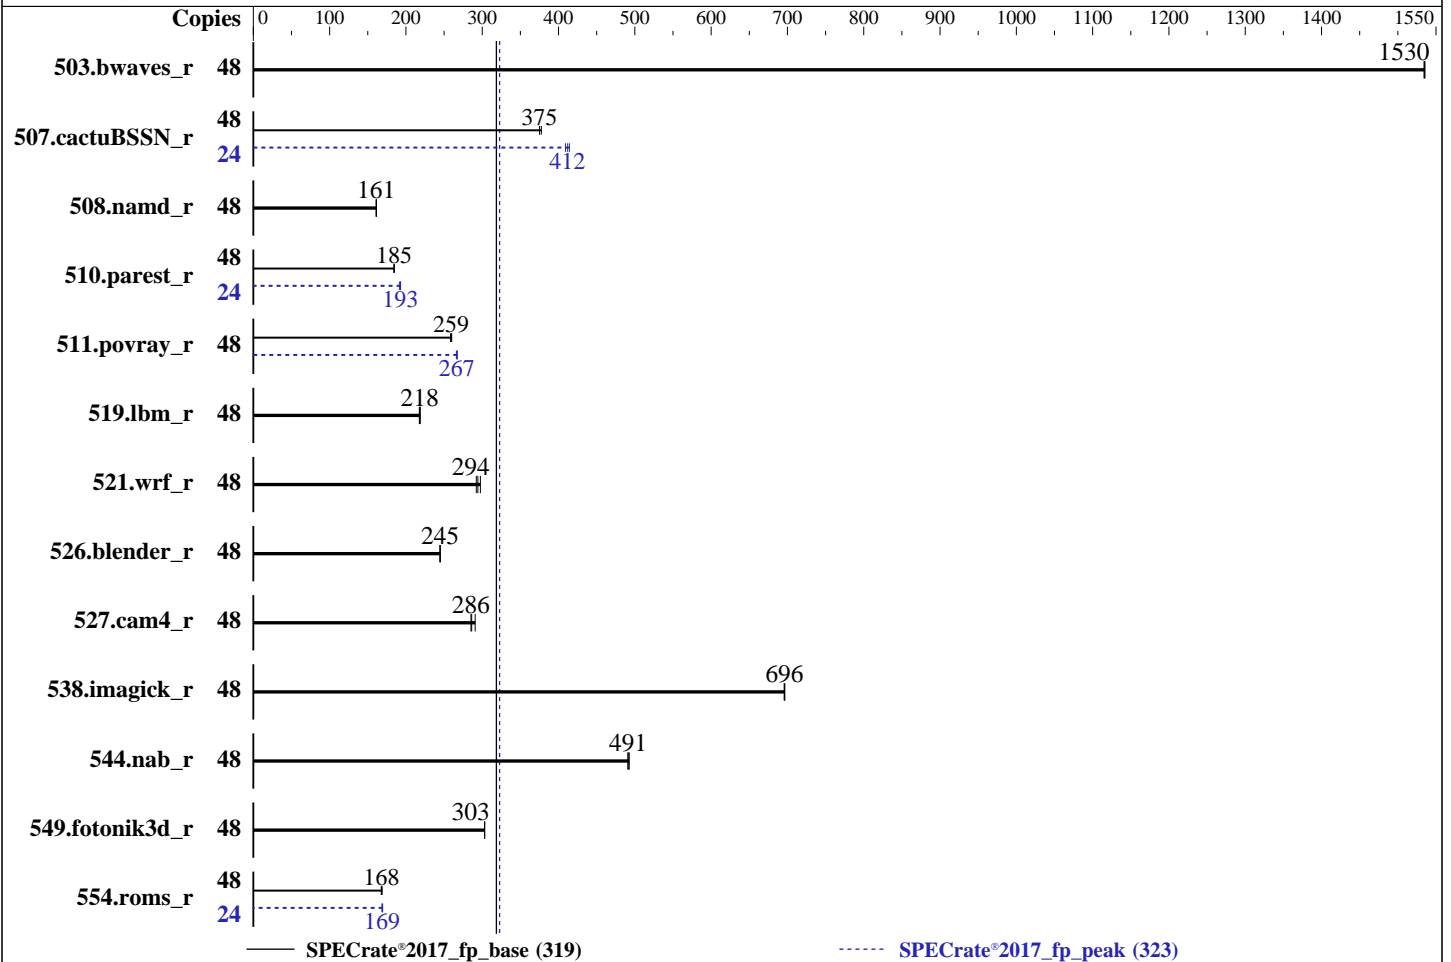 Copies 0 100 200 300 400 500 600 700 800 900 1000 1100 1200 1300 1400 1550
503.bwaves_r 48 1530
507.cactuBSSN_r 48 375
24 412
508.namd_r 48 161
510.parest_r 48 185
24 193
511.povray_r 48 259
267
519.lbm_r 48 218
521.wrf_r 48 294
526.blender_r 48 245
527.cam4_r 48 286
538.imagick_r 48 696
544.nab_r 48 491
549.fotonik3d_r 48 303
554.roms_r 48 168
24 169
SPECrate®2017_fp_base (319) SPECrate®2017_fp_peak (323)